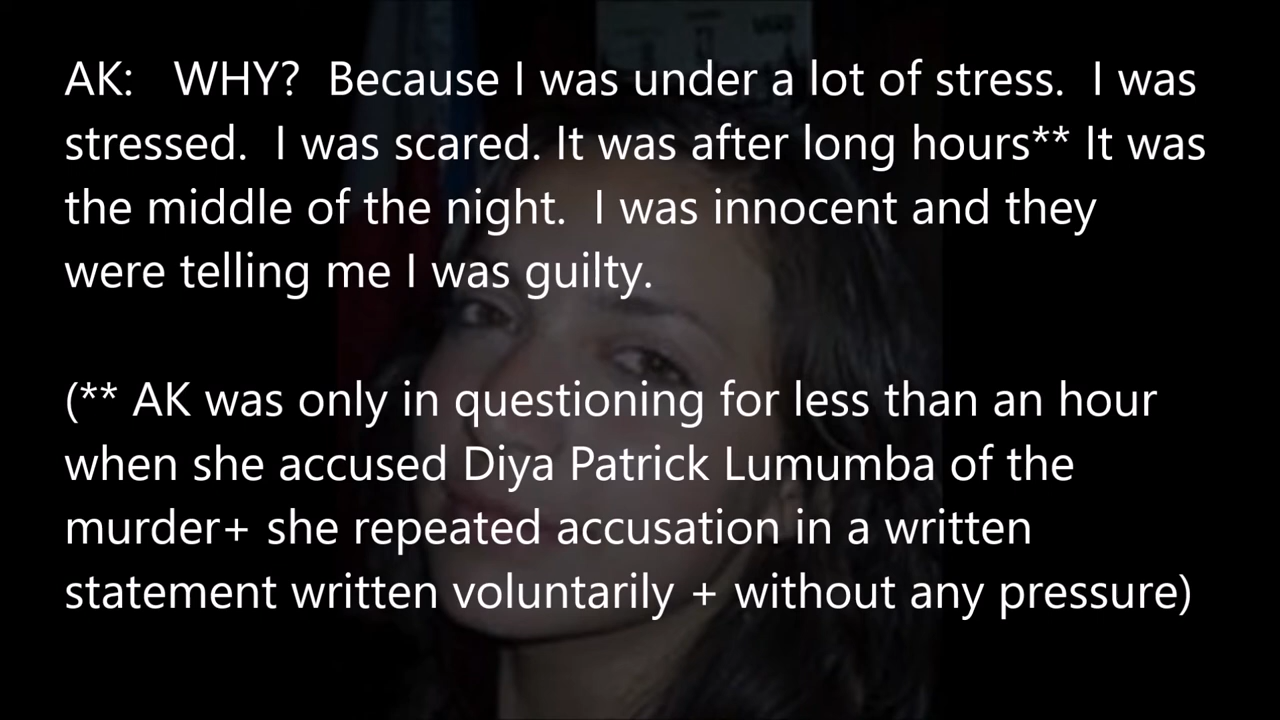 AK: WHY? Because I was under a lot of stress. I was
stressed. I was scared. It was after long hours** It was
the middle of the night. I was innocent and they
were telling me I was guilty.
(** AK was only in questioning for less than an hour
when she accused Diya Patrick Lumumba of the
murder+ she repeated accusation in a written
statement written voluntarily + without any pressure)